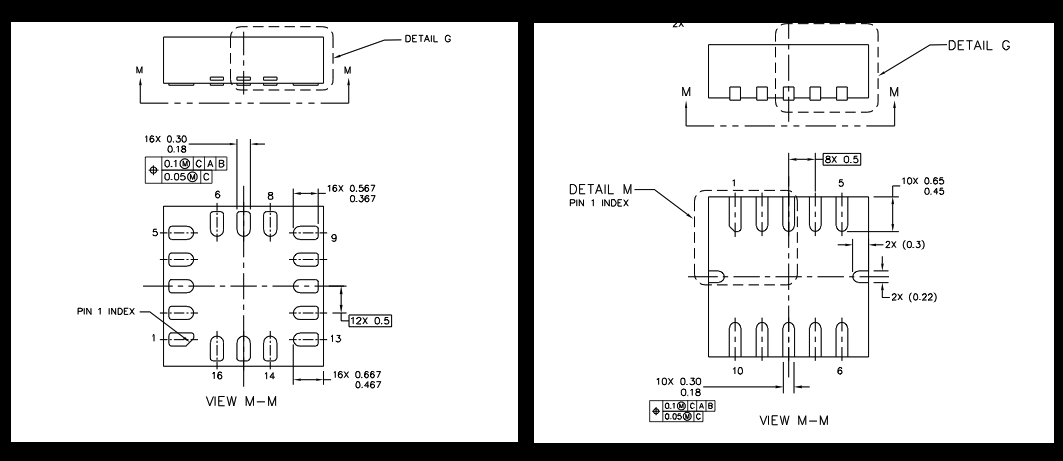 DETAIL G
M
M
16X 0.30
0.18
0.1Ⓜ C A B
0.05Ⓜ C
16X 0.567
0.367
6
8
5
9
PIN 1 INDEX
12X 0.5
1
13
16
14
16X 0.667
0.467
VIEW M-M
2X
DETAIL G
M
M
8X 0.5
DETAIL M
PIN 1 INDEX
1
5
10X 0.65
0.45
2X (0.3)
2X (0.22)
10
6
10X 0.30
0.18
0.1Ⓜ C A B
0.05Ⓜ C
VIEW M-M